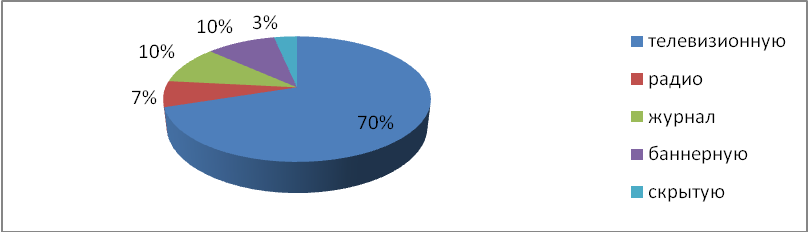 3%
10%
10%
7%
70%
телевизионную
радио
журнал
баннерную
скрытую